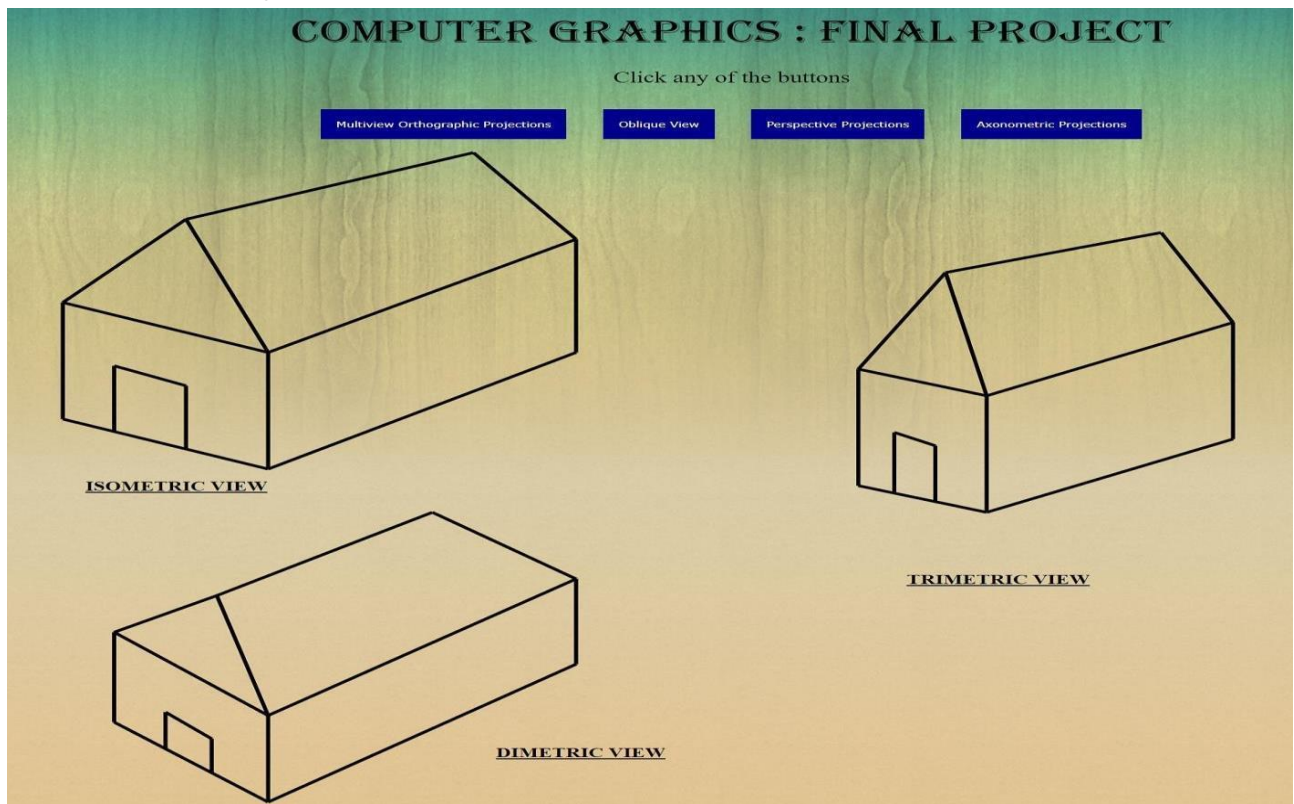 COMPUTER GRAPHICS : FINAL PROJECT
Click any of the buttons
Multiview Orthographic Projections
Oblique View
Perspective Projections
Axonometric Projections
ISOMETRIC VIEW
TRIMETRIC VIEW
DIMETRIC VIEW